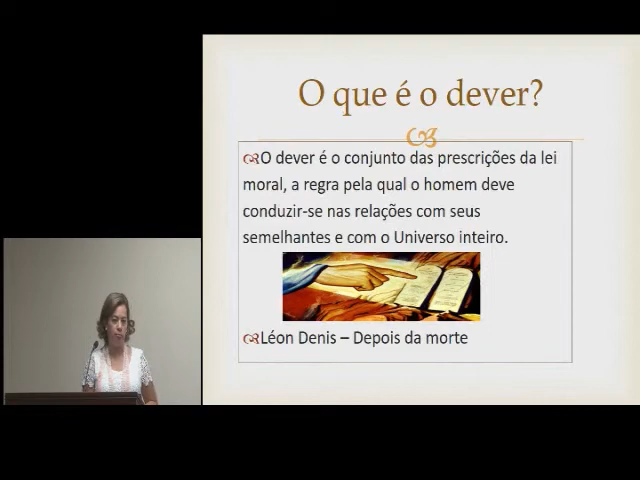 O que é o dever?
O dever é o conjunto das prescrições da lei
moral, a regra pela qual o homem deve
conduzir-se nas relações com seus
semelhantes e com o Universo inteiro.
Léon Denis – Depois da morte